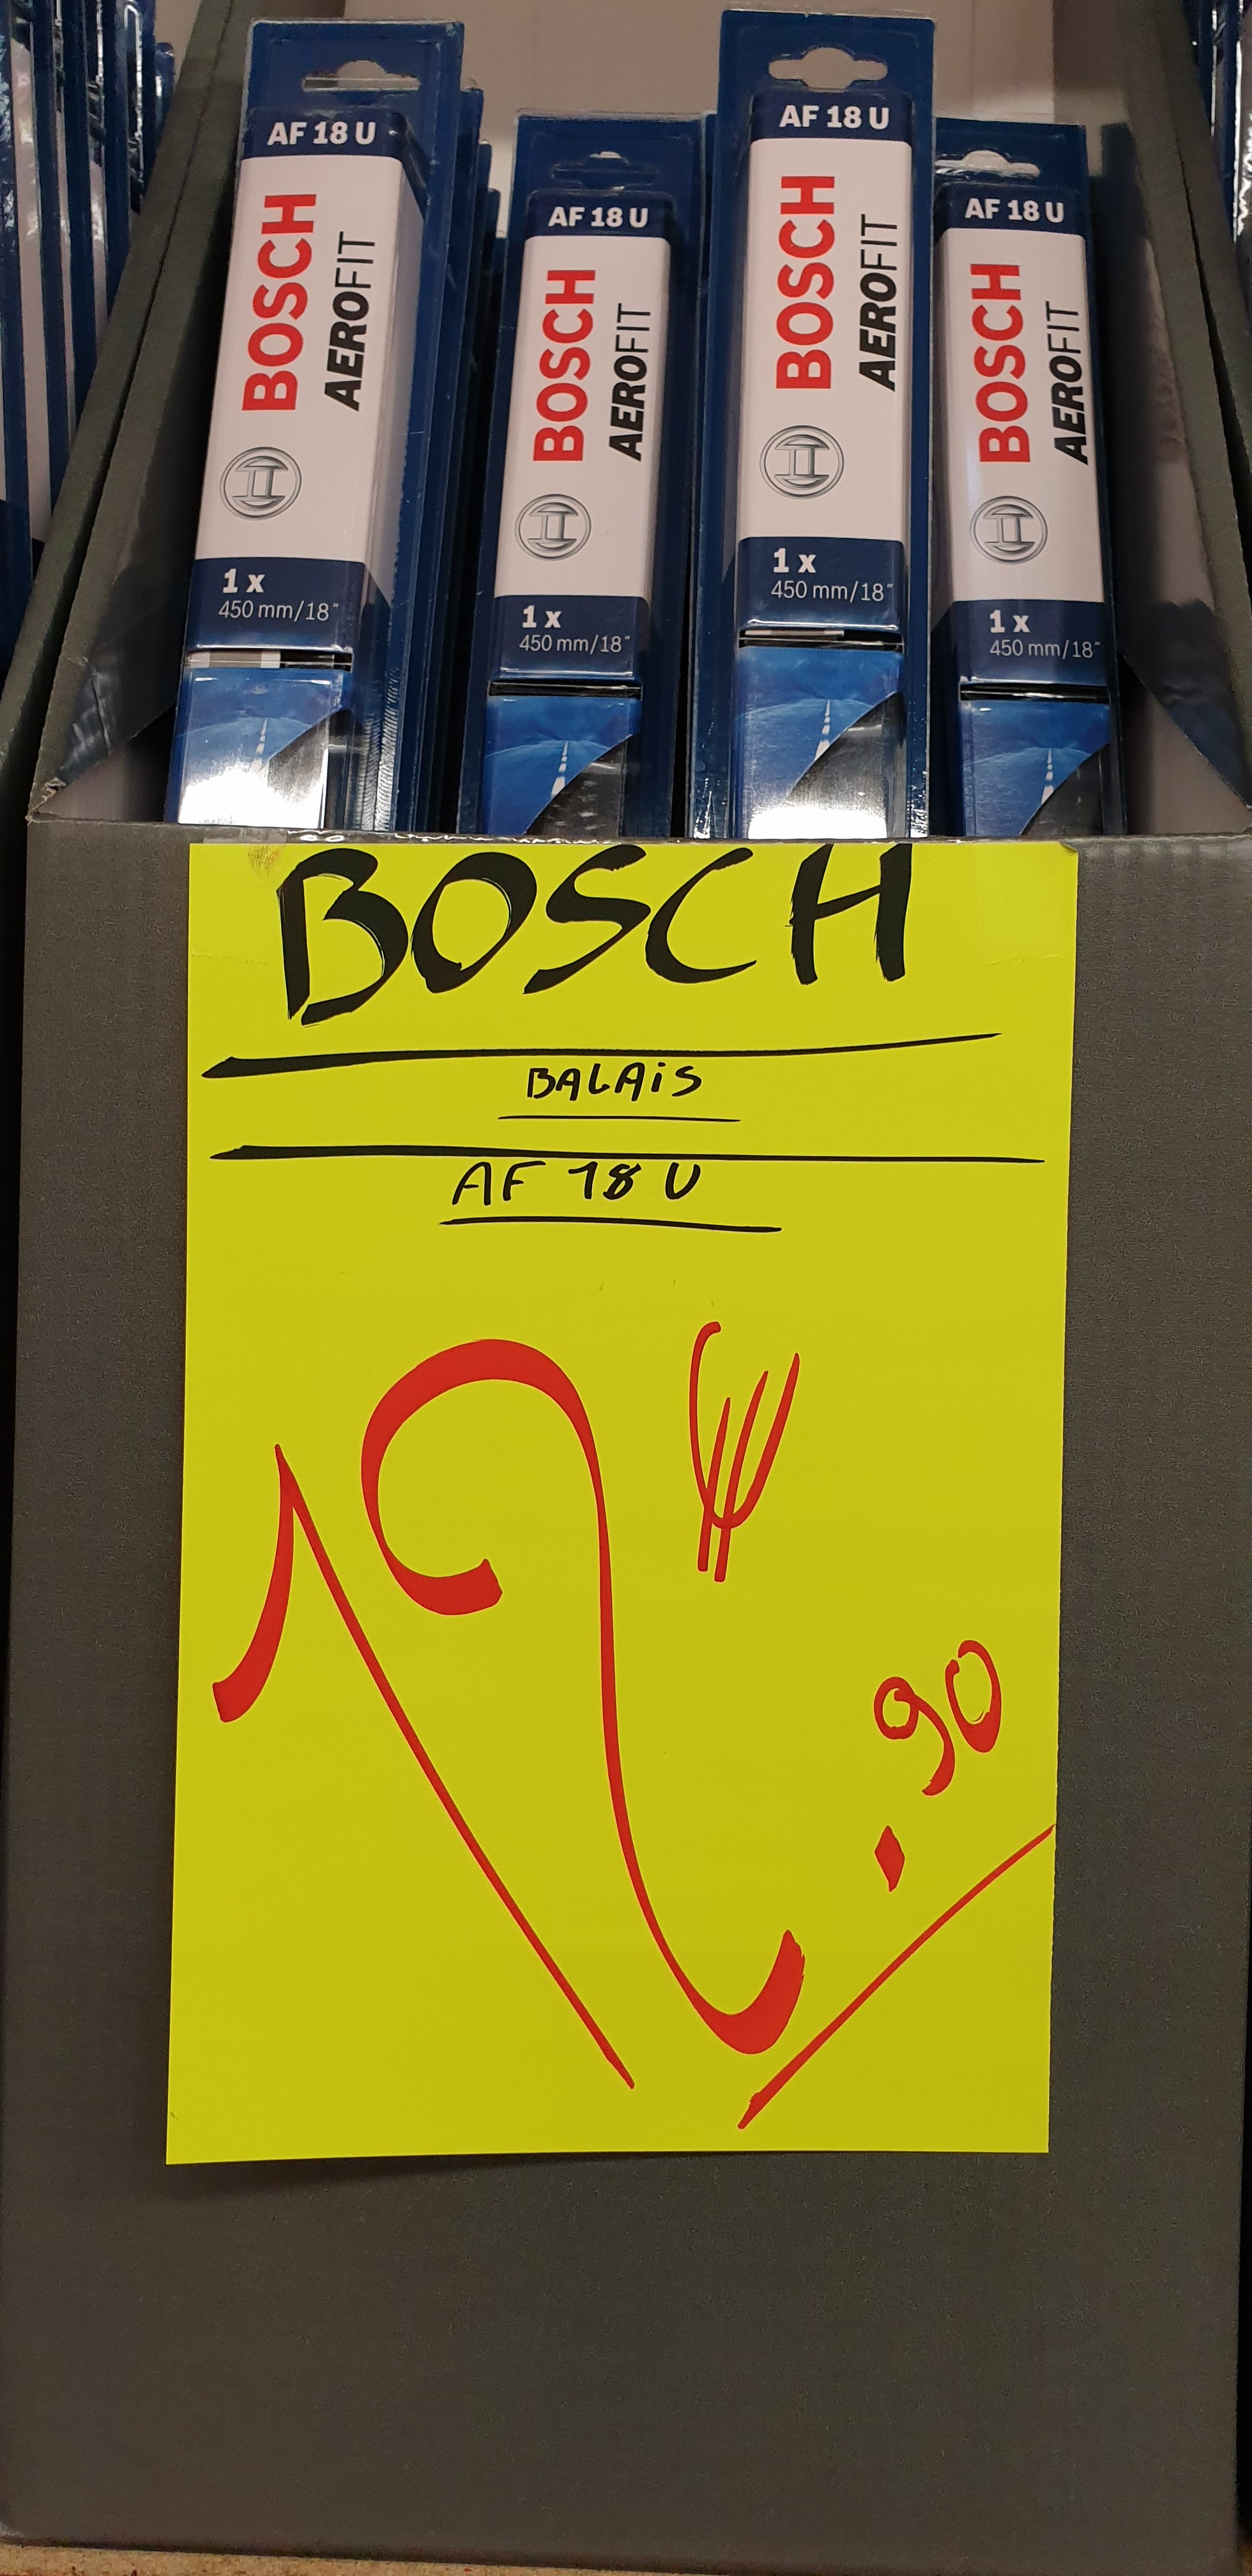 AF 18 U
BOSCH
AEROFIT
1 x
450 mm/18"
AF 18 U
BOSCH
AEROFIT
1 x
450 mm/18"
AF 18 U
BOSCH
AEROFIT
1 x
450 mm/18"
AF 18 U
BOSCH
AEROFIT
1 x
450 mm/18"
BOSCH
BALAiS
AF 18 U
19 €.90